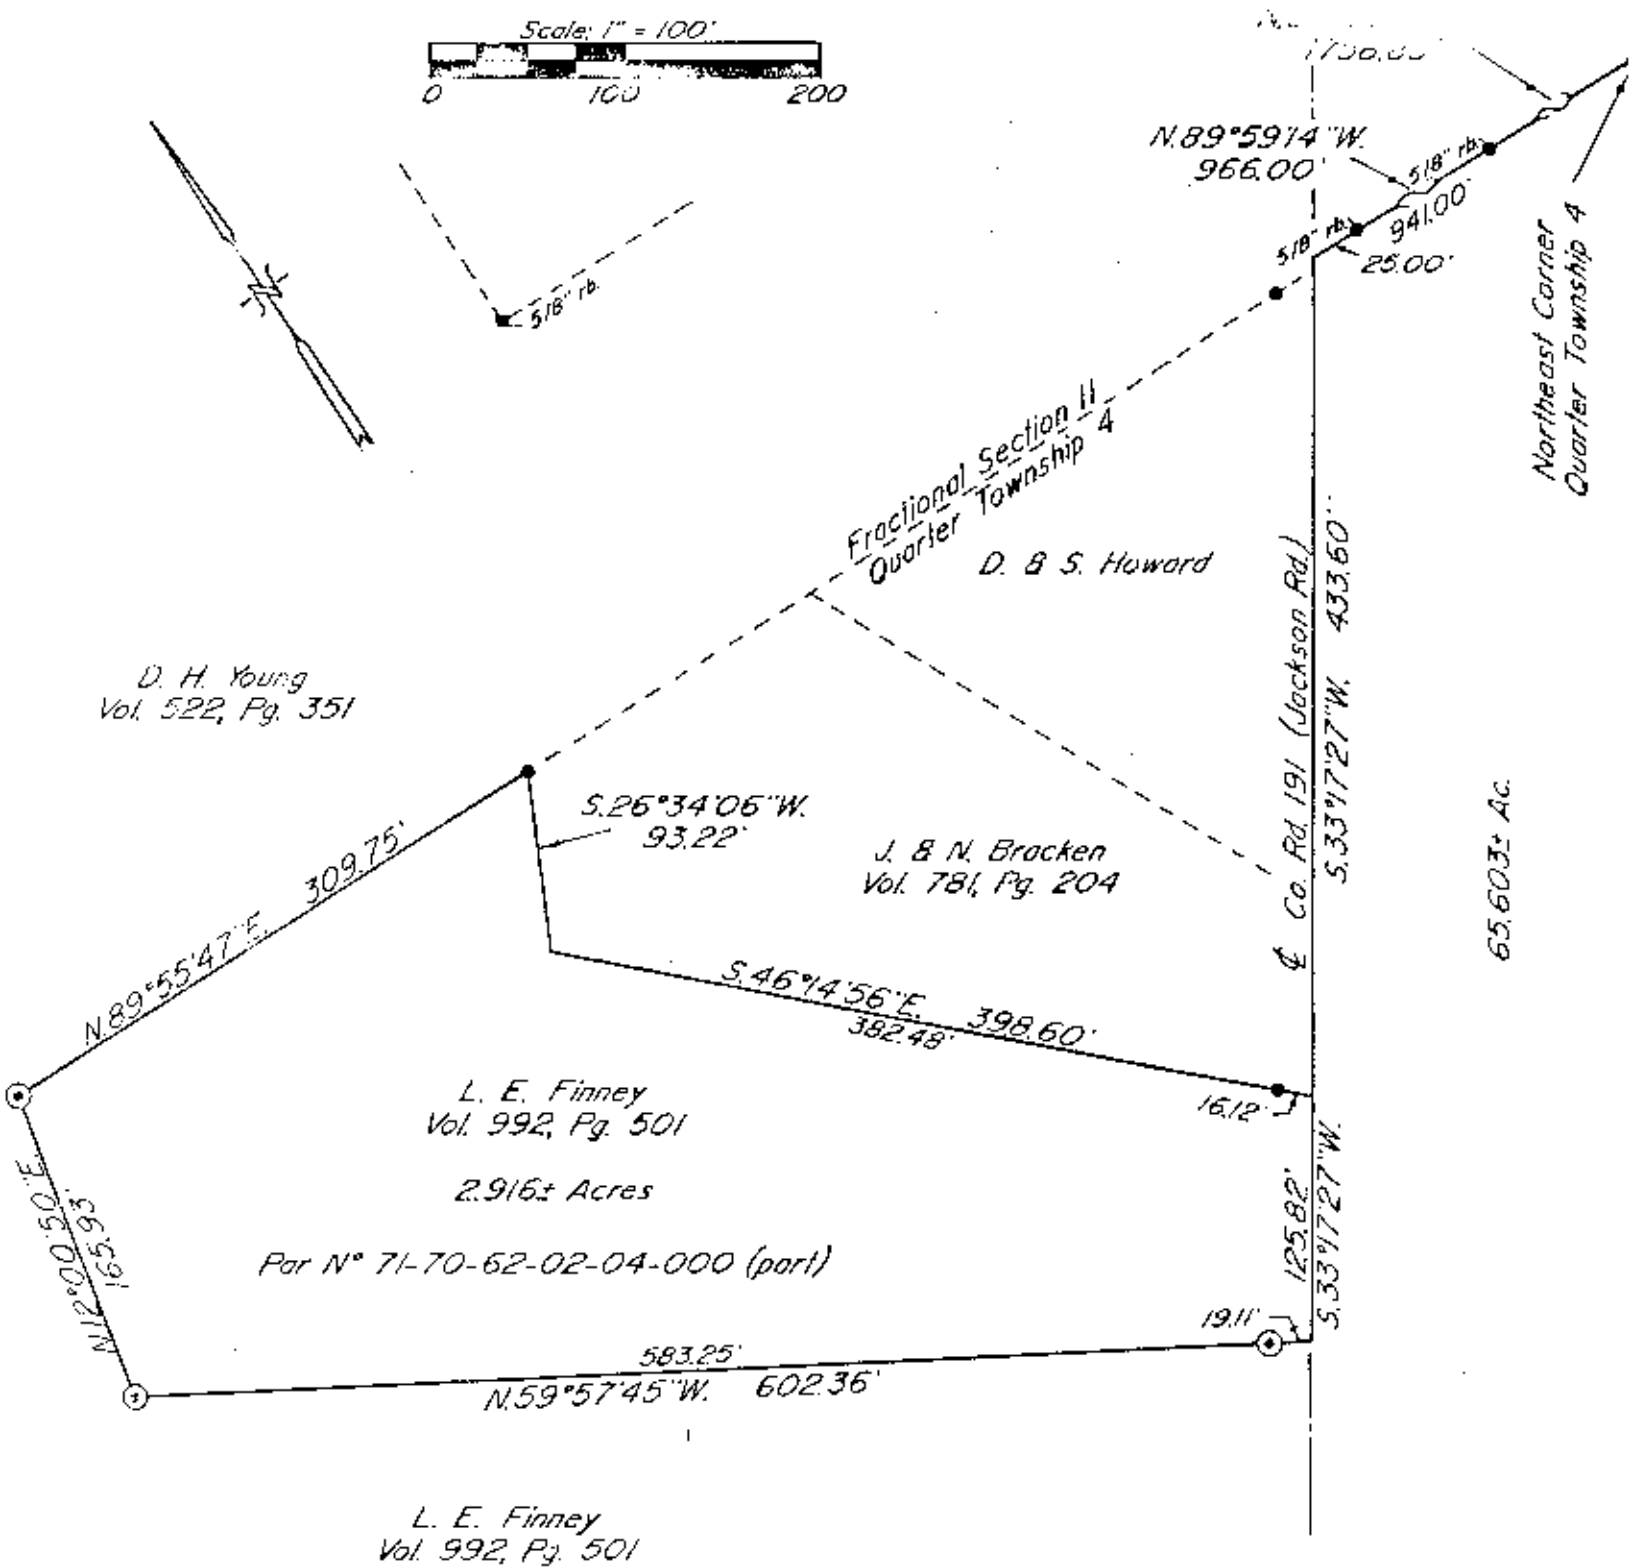 Scale: 1" = 100'
0 100 200
N.89°59'14"W.
966.00'
5/8" rb.
941.00'
5/8" rb.
25.00'
5/8" rb.
Northeast Corner
Quarter Township 4
Fractional Section 11
Quarter Township 4
D. & S. Howard
Co. Rd. 191 (Jackson Rd.)
S.33°17'27"W. 433.60'
D. H. Young
Vol. 522, Pg. 351
S.26°34'06"W.
93.22'
J. & N. Bracken
Vol. 781, Pg. 204
65.603± Ac.
N.89°55'47"E. 309.75'
S.46°14'56"E. 398.60'
382.48'
16.12'
L. E. Finney
Vol. 992, Pg. 501
2.916± Acres
Par Nº 71-70-62-02-04-000 (part)
N.12°00'50"E.
165.93'
125.82'
S.33°17'27"W.
19.11'
583.25'
N.59°57'45"W. 602.36'
L. E. Finney
Vol. 992, Pg. 501